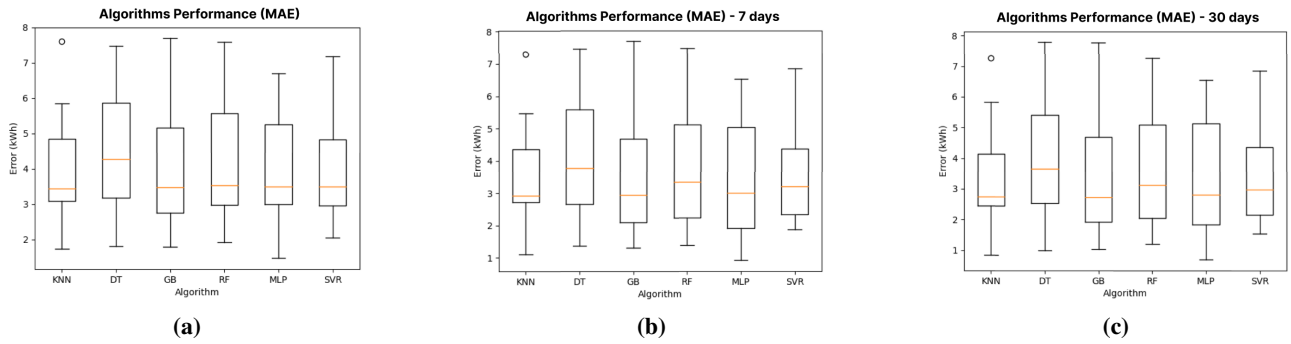 Algorithms Performance (MAE)
8
7
6
5
4
3
2
Error (kWh)
KNN DT GB RF MLP SVR
Algorithm
(a)
Algorithms Performance (MAE) - 7 days
8
7
6
5
4
3
2
1
Error (kWh)
KNN DT GB RF MLP SVR
Algorithm
(b)
Algorithms Performance (MAE) - 30 days
8
7
6
5
4
3
2
1
Error (kWh)
KNN DT GB RF MLP SVR
Algorithm
(c)